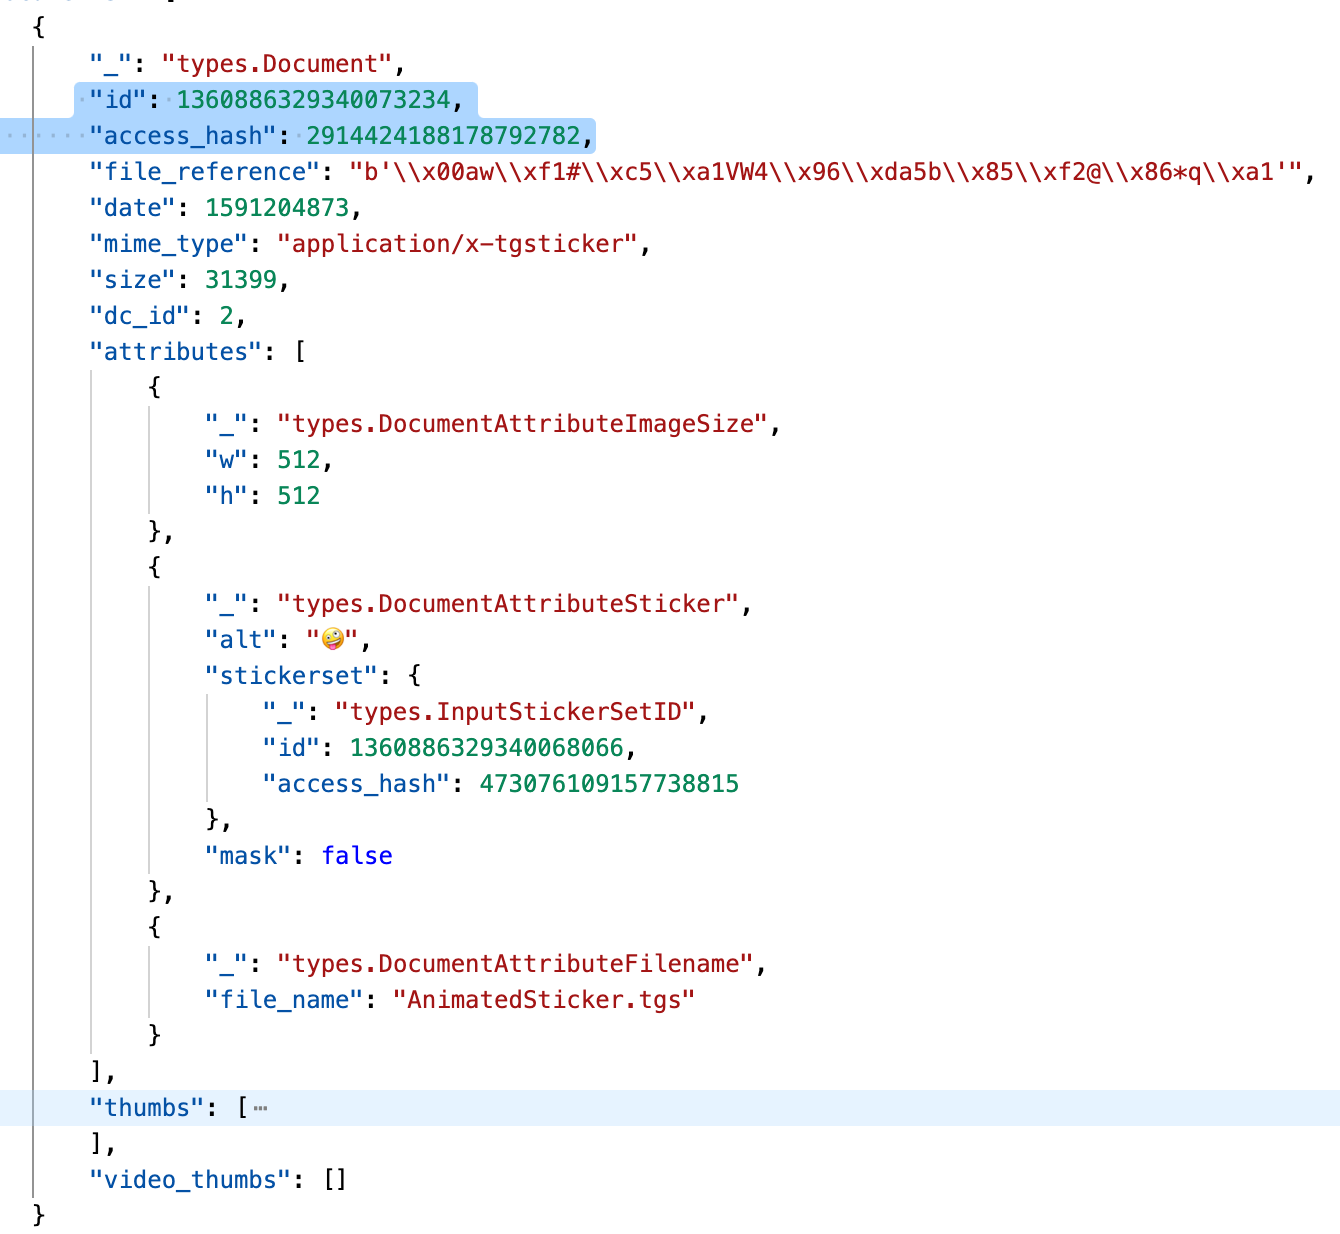 {
"_": "types.Document",
"id": 1360886329340073234,
"access_hash": 2914424188178792782,
"file_reference": "b'\\x00aw\\xf1#\\xc5\\xa1VW4\\x96\\xda5b\\x85\\xf2@\\x86*q\\xa1'",
"date": 1591204873,
"mime_type": "application/x-tgsticker",
"size": 31399,
"dc_id": 2,
"attributes": [
{
"_": "types.DocumentAttributeImageSize",
"w": 512,
"h": 512
},
{
"_": "types.DocumentAttributeSticker",
"alt": "🤪",
"stickerset": {
"_": "types.InputStickerSetID",
"id": 1360886329340068066,
"access_hash": 473076109157738815
},
"mask": false
},
{
"_": "types.DocumentAttributeFilename",
"file_name": "AnimatedSticker.tgs"
}
],
"thumbs": [⋯
],
"video_thumbs": []
}